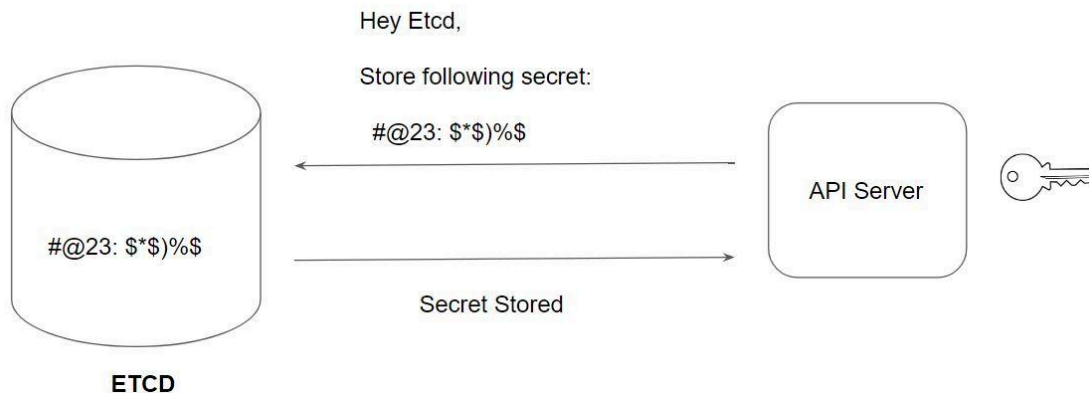 Hey Etcd,
Store following secret:
#@23: $*$)%$
API Server
#@23: $*$)%$
Secret Stored
ETCD